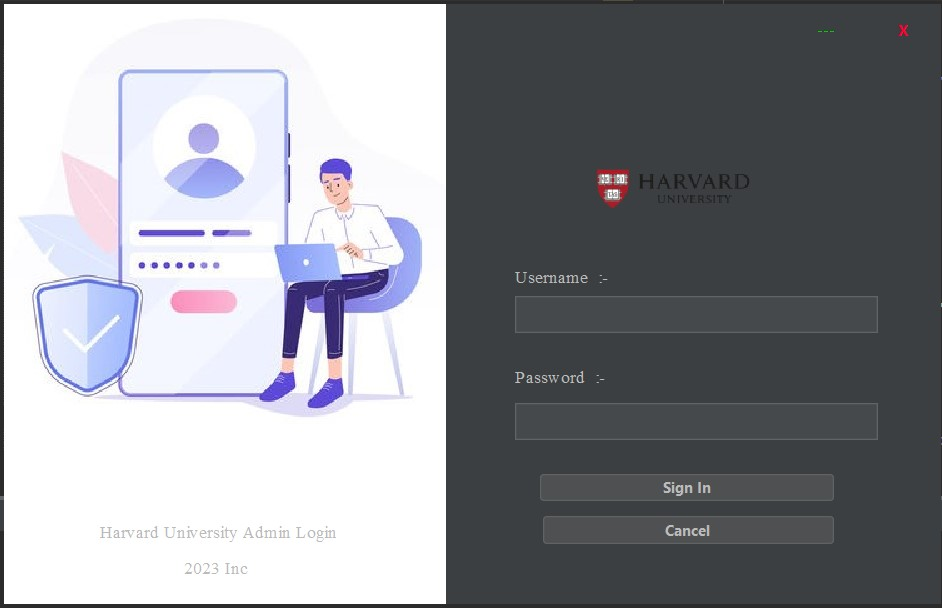 --- X
HARVARD
UNIVERSITY
Username :-
Password :-
Sign In
Cancel
Harvard University Admin Login
2023 Inc